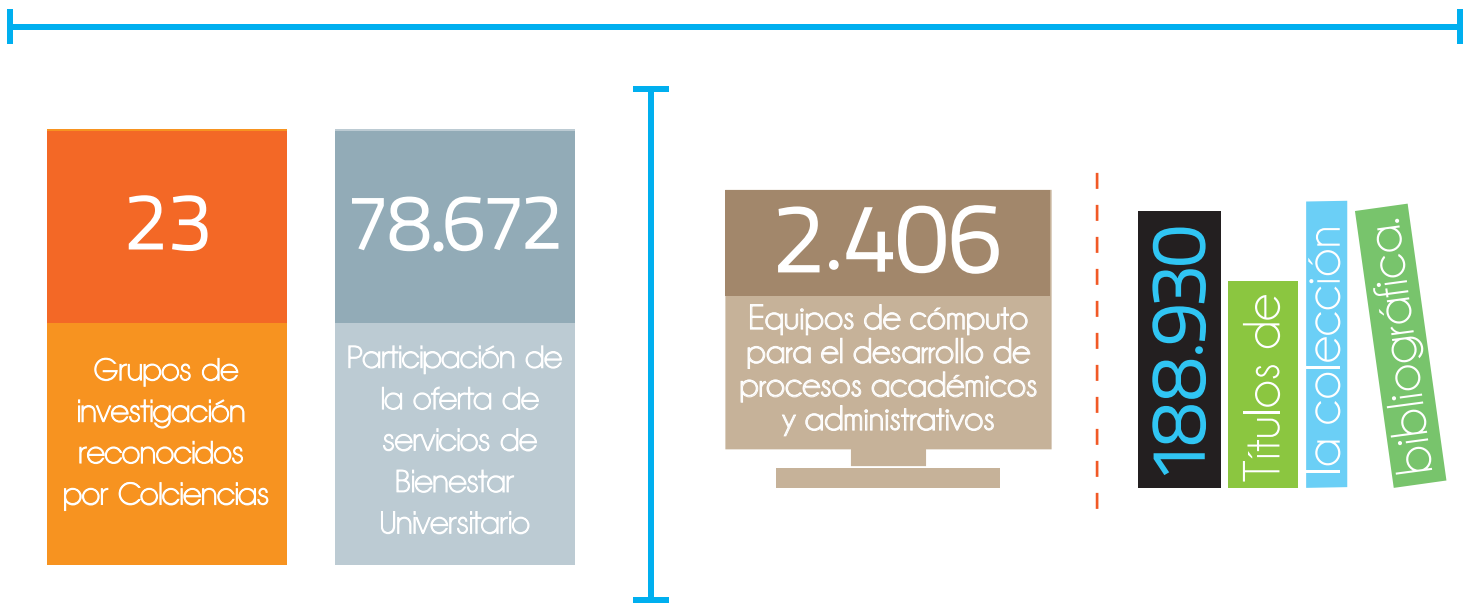 23
Grupos de
investigación
reconocidos
por Colciencias
78.672
Participación de
la oferta de
servicios de
Bienestar
Universitario
2.406
Equipos de cómputo
para el desarrollo de
procesos académicos
y administrativos
188.930
Títulos de
la colección
bibliográfica.